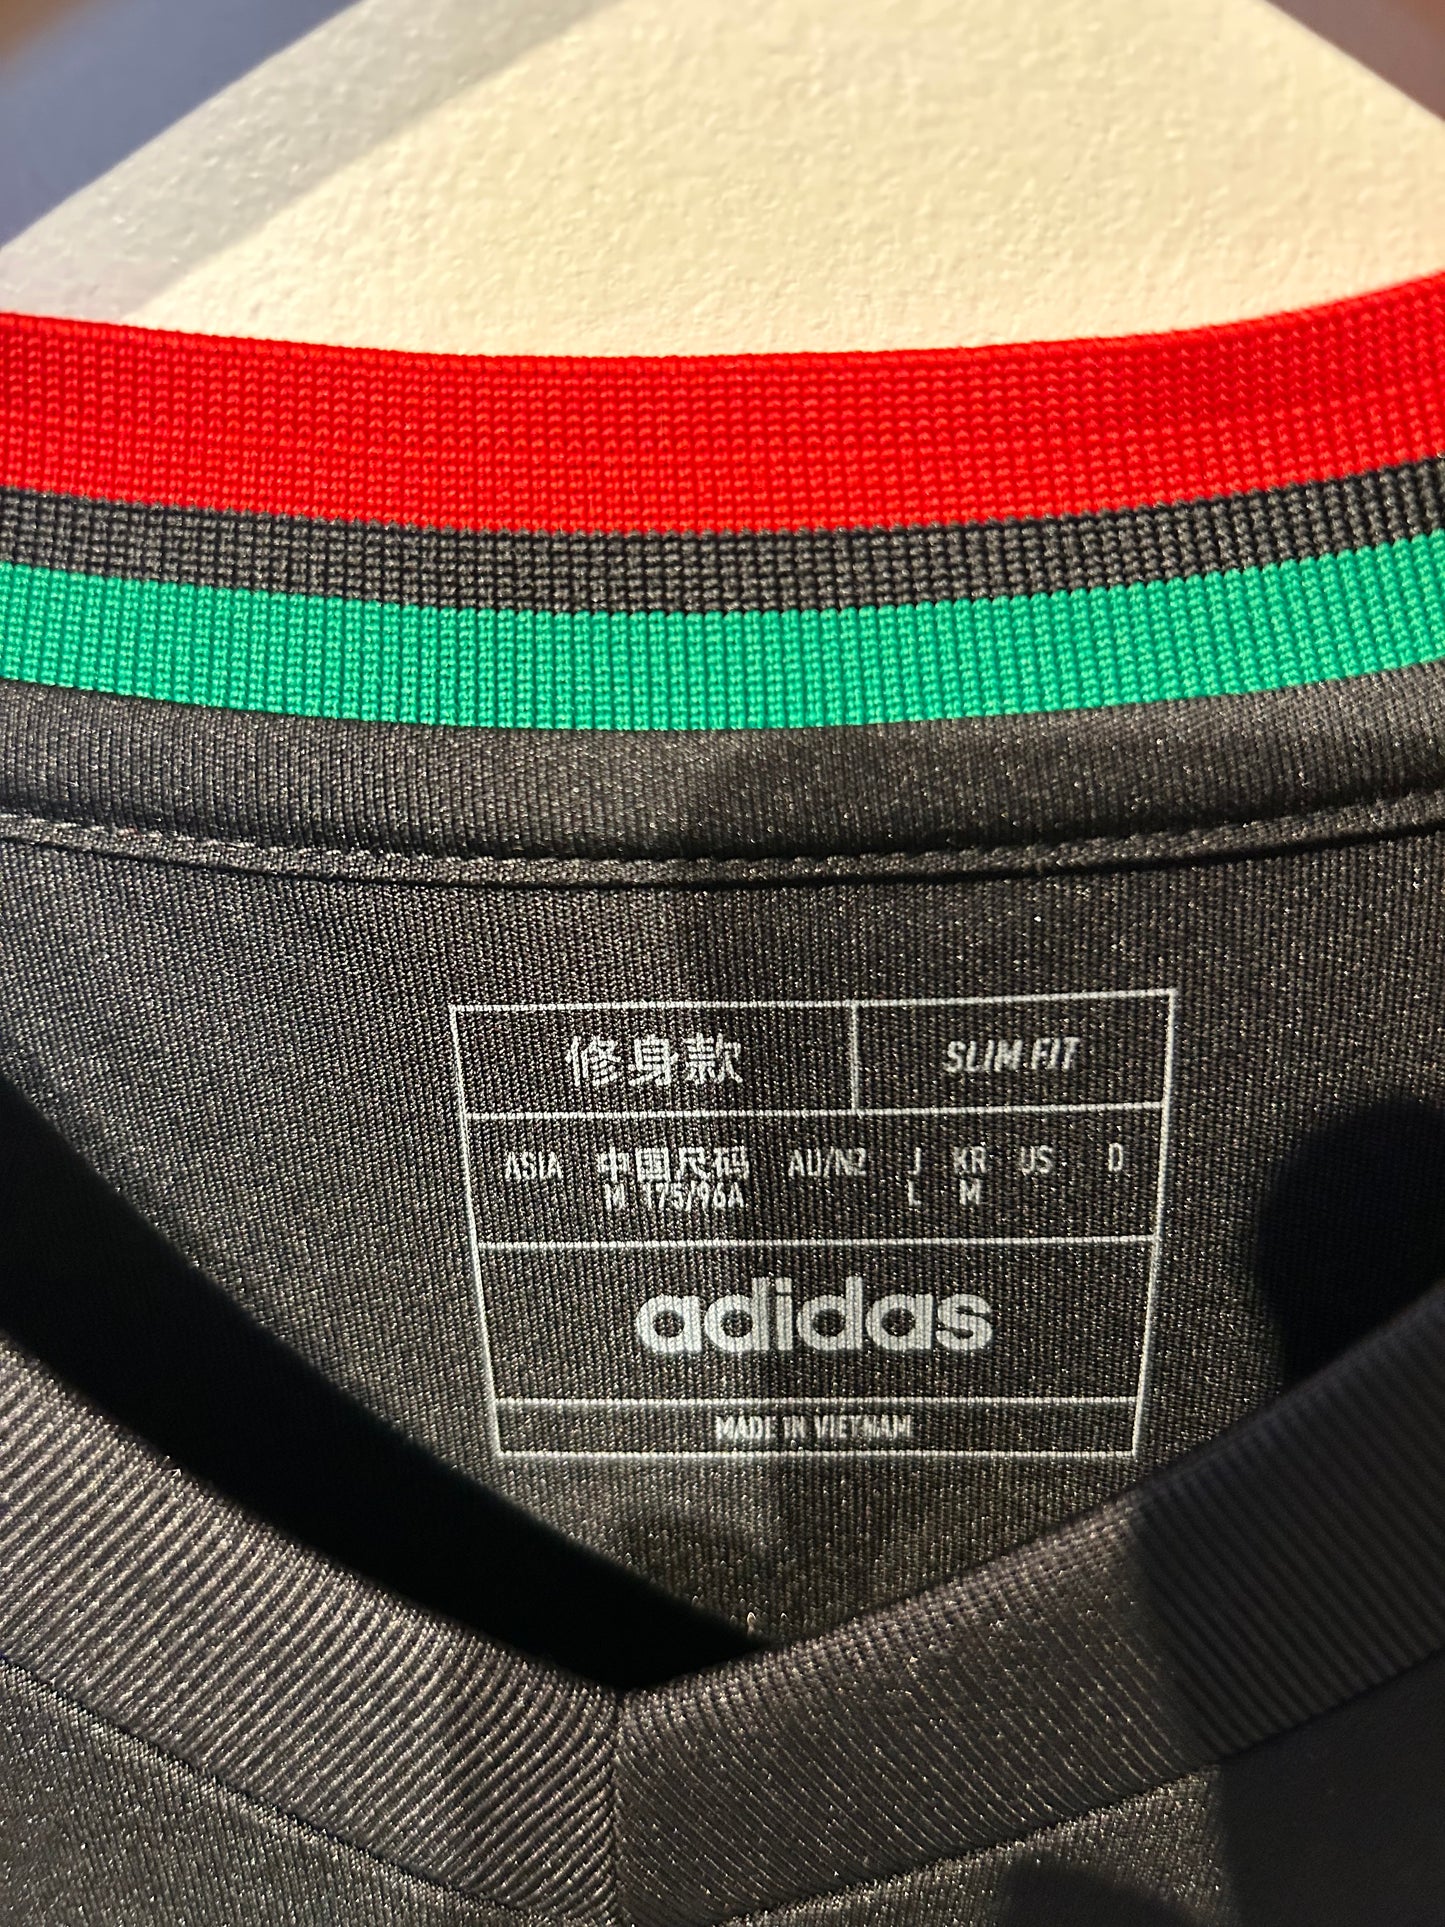 修身款 SLIM.FIT
ASIA 中国尺码 AU/NZ J KR US D
M 175/96A L M
adidas
MADE IN VIETNAM